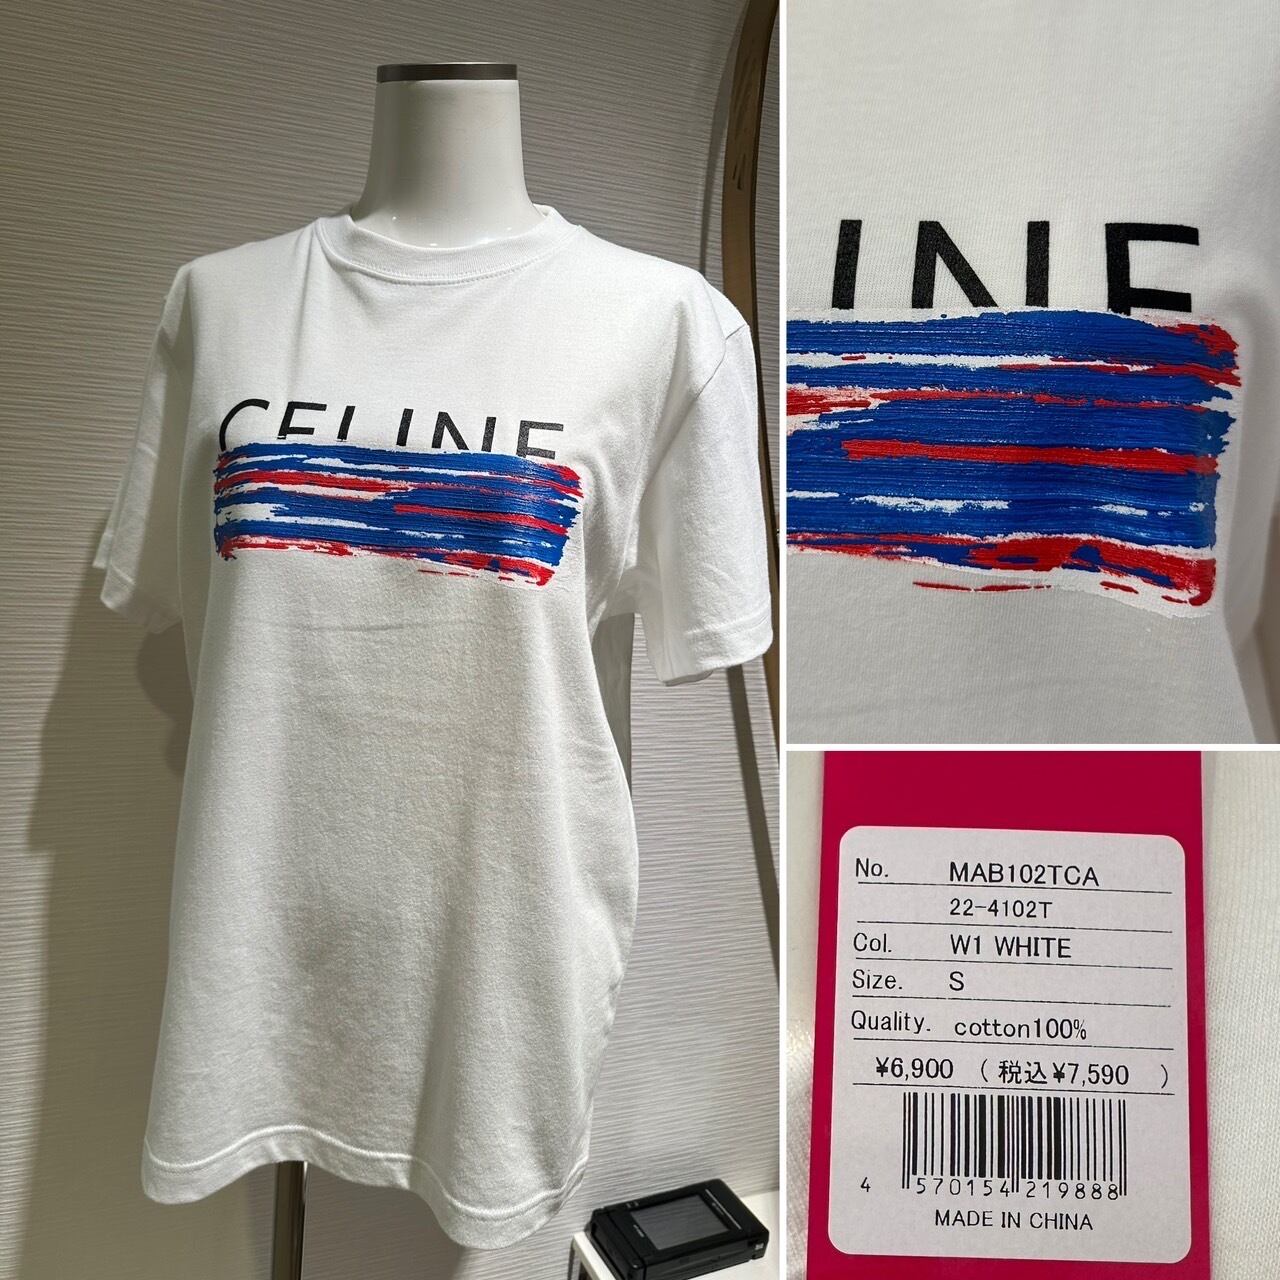 CELINE
INE
No. MAB102TCA
22-4102T
Col. W1 WHITE
Size. S
Quality. cotton100%
¥6,900 ( 税込¥7,590 )
4 570154 219888
MADE IN CHINA